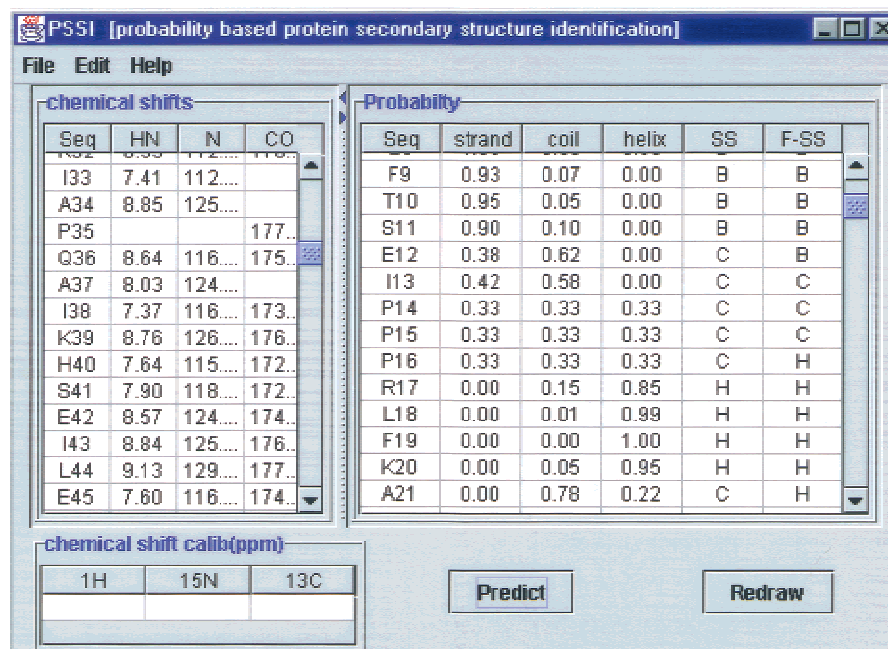 PSSI [probability based protein secondary structure identification]
File Edit Help
chemical shifts
Seq HN N CO
I33 7.41 112....
A34 8.85 125....
P35 177..
Q36 8.64 116.... 175..
A37 8.03 124....
I38 7.37 116.... 173..
K39 8.76 126.... 176..
H40 7.64 115.... 172..
S41 7.90 118.... 172..
E42 8.57 124.... 174..
I43 8.84 125.... 176..
L44 9.13 129.... 177..
E45 7.60 116.... 174..
Probabilty
Seq strand coil helix SS F-SS
F9 0.93 0.07 0.00 B B
T10 0.95 0.05 0.00 B B
S11 0.90 0.10 0.00 B B
E12 0.38 0.62 0.00 C B
I13 0.42 0.58 0.00 C C
P14 0.33 0.33 0.33 C C
P15 0.33 0.33 0.33 C C
P16 0.33 0.33 0.33 C H
R17 0.00 0.15 0.85 H H
L18 0.00 0.01 0.99 H H
F19 0.00 0.00 1.00 H H
K20 0.00 0.05 0.95 H H
A21 0.00 0.78 0.22 C H
chemical shift calib(ppm)
1H 15N 13C
Predict
Redraw